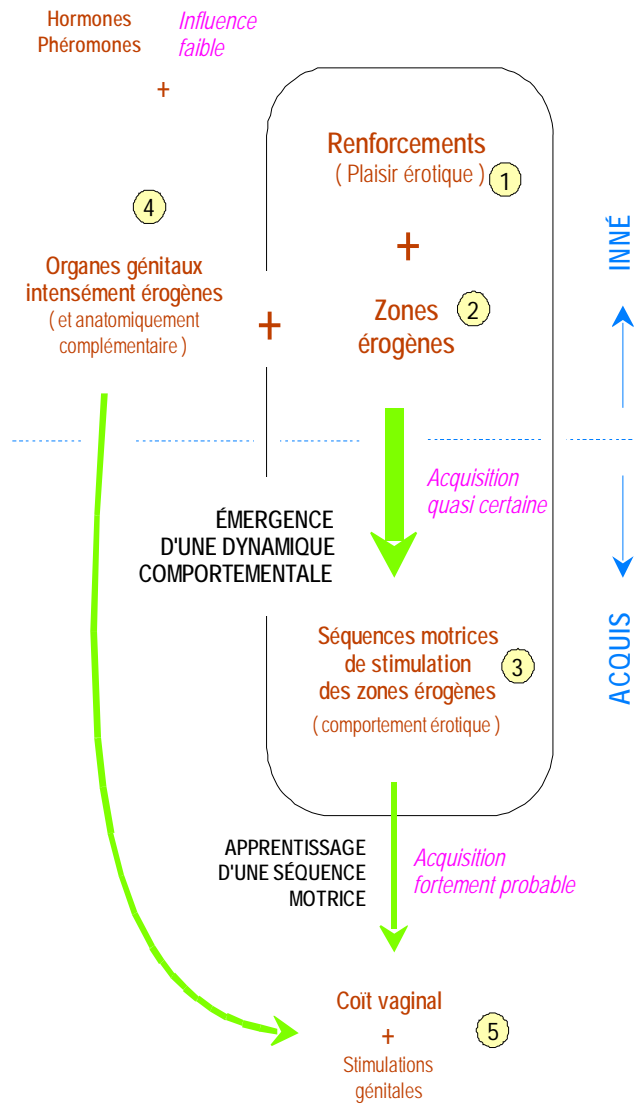 Hormones
Phéromones
Influence
faible
+
Renforcements
( Plaisir érotique )
1
+
4
Organes génitaux
intensément érogènes
( et anatomiquement
complémentaire )
+
Zones
érogènes
2
INNÉ
Acquisition
quasi certaine
ÉMERGENCE
D'UNE DYNAMIQUE
COMPORTEMENTALE
ACQUIS
Séquences motrices
de stimulation
des zones érogènes
( comportement érotique )
3
APPRENTISSAGE
D'UNE SÉQUENCE
MOTRICE
Acquisition
fortement probable
Coït vaginal
+
Stimulations
génitales
5